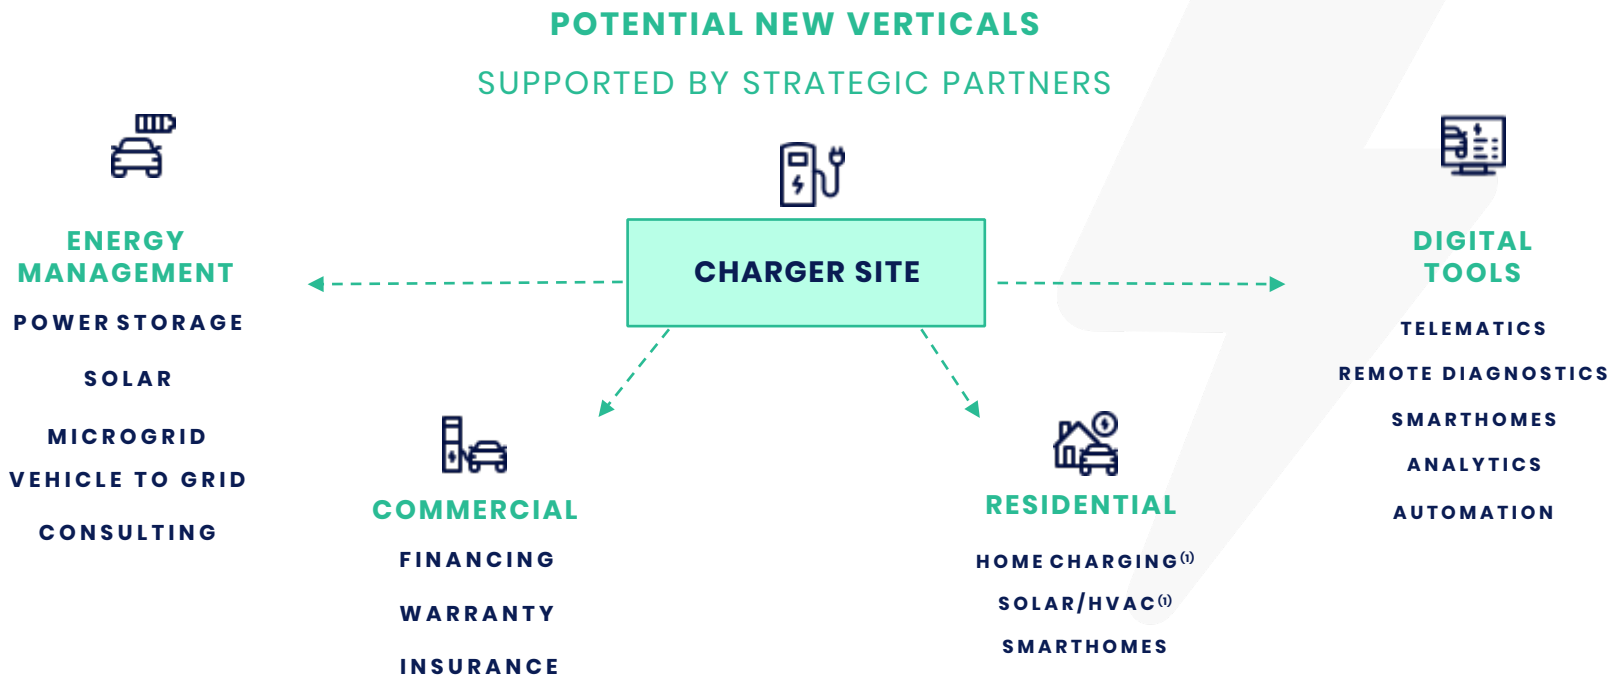 POTENTIAL NEW VERTICALS
SUPPORTED BY STRATEGIC PARTNERS
CHARGER SITE
ENERGY
MANAGEMENT
POWER STORAGE
SOLAR
MICROGRID
VEHICLE TO GRID
CONSULTING
COMMERCIAL
FINANCING
WARRANTY
INSURANCE
RESIDENTIAL
HOME CHARGING(1)
SOLAR/HVAC(1)
SMARTHOMES
DIGITAL
TOOLS
TELEMATICS
REMOTE DIAGNOSTICS
SMARTHOMES
ANALYTICS
AUTOMATION